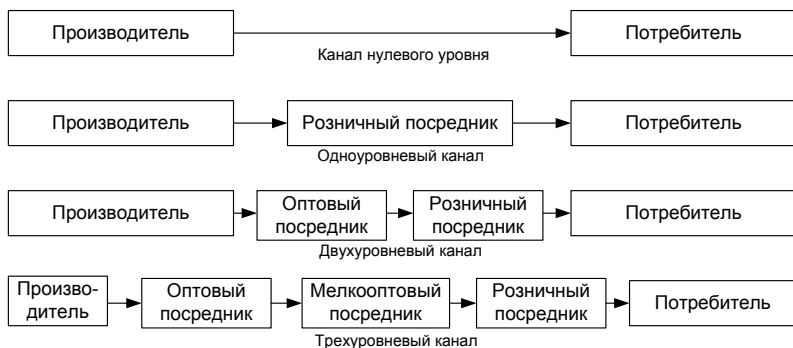 Производитель
Потребитель
Канал нулевого уровня
Производитель
Розничный посредник
Потребитель
Одноуровневый канал
Производитель
Оптовый
посредник
Розничный
посредник
Потребитель
Двухуровневый канал
Произво-
дитель
Оптовый
посредник
Мелкооптовый
посредник
Розничный
посредник
Потребитель
Трехуровневый канал